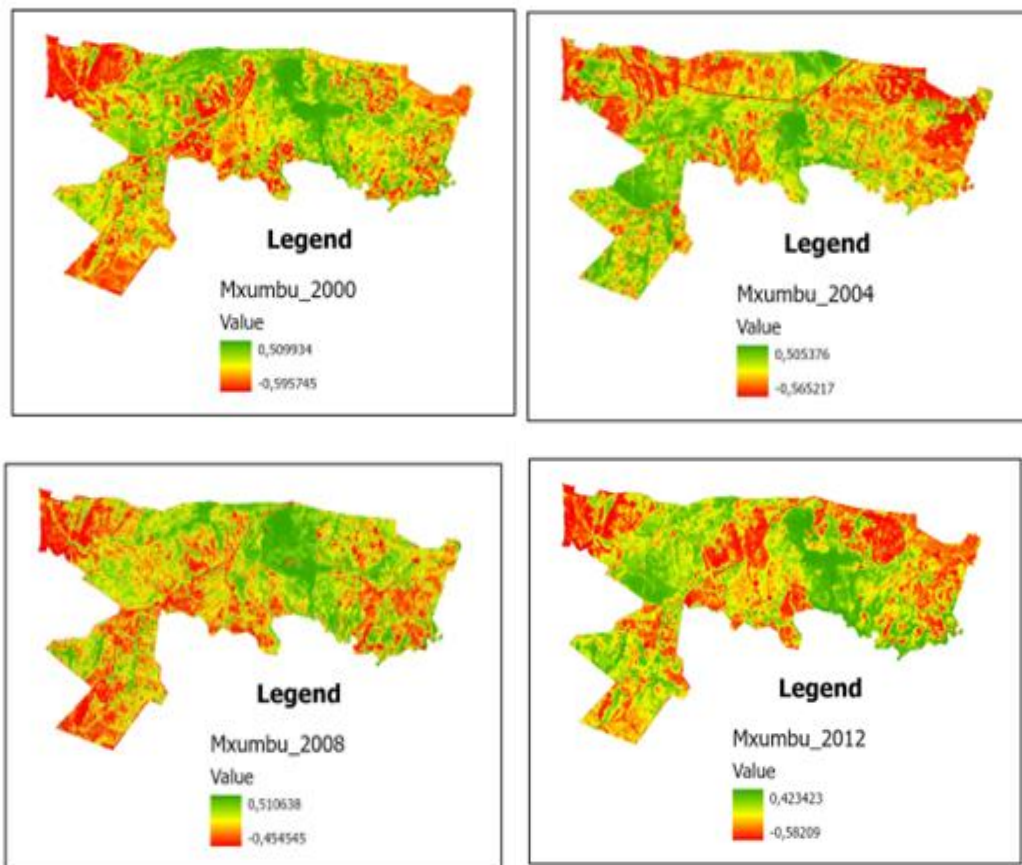 Legend
Mxumbu_2000
Value
0,509934
-0,595745
Legend
Mxumbu_2004
Value
0,505376
-0,565217
Legend
Mxumbu_2008
Value
0,510638
-0,454545
Legend
Mxumbu_2012
Value
0,423423
-0,58209